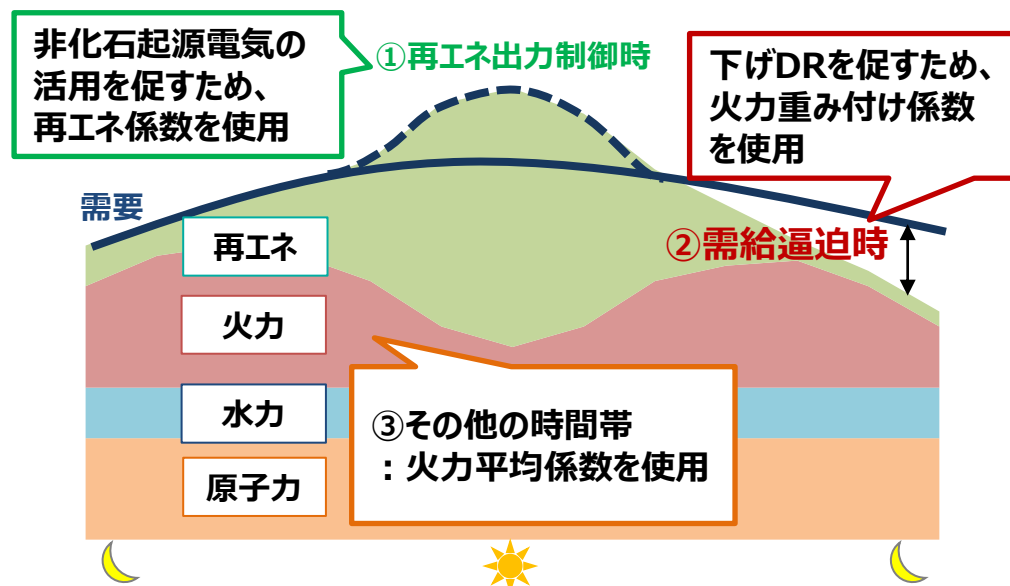 非化石起源電気の
活用を促すため、
再エネ係数を使用
①再エネ出力制御時
下げDRを促すため、
火力重み付け係数
を使用
需要
②需給逼迫時
再エネ
火力
③その他の時間帯
：火力平均係数を使用
水力
原子力